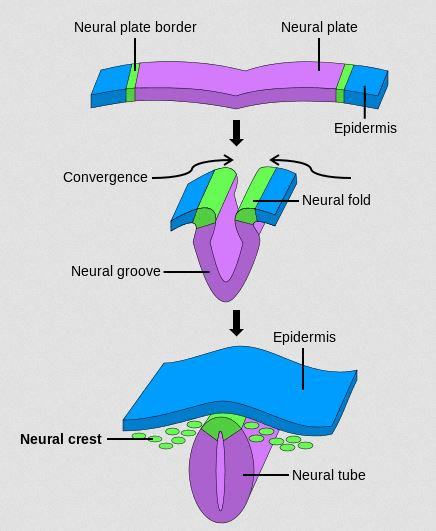 Neural plate border
Neural plate
Epidermis
Convergence
Neural fold
Neural groove
Epidermis
Neural crest
Neural tube